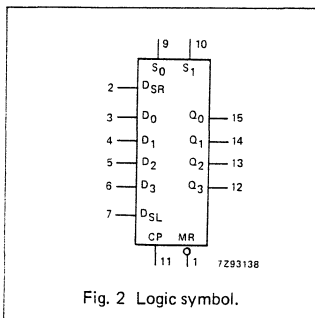 9 10
S0 S1
2 DSR
3 D0 Q0 15
4 D1 Q1 14
5 D2 Q2 13
6 D3 Q3 12
7 DSL
CP MR
11 1 7Z93138
Fig. 2 Logic symbol.